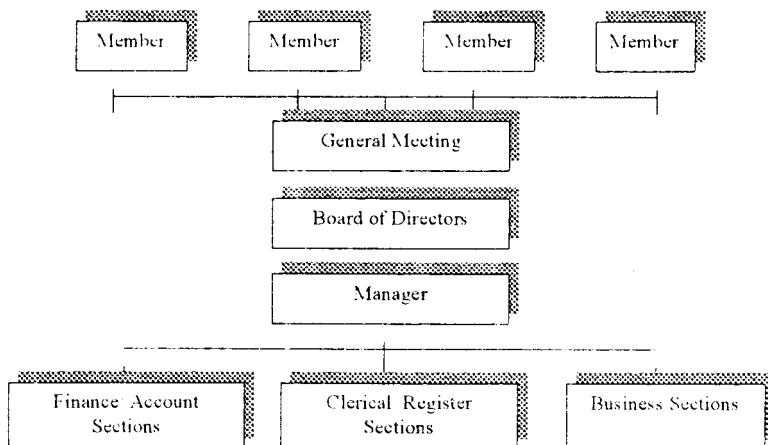 Member
Member
Member
Member
General Meeting
Board of Directors
Manager
Finance Account
Sections
Clerical Register
Sections
Business Sections